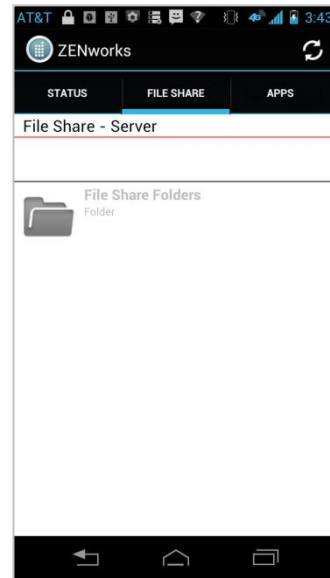 AT&T 3:43
ZENworks
STATUS FILE SHARE APPS
File Share - Server
File Share Folders
Folder